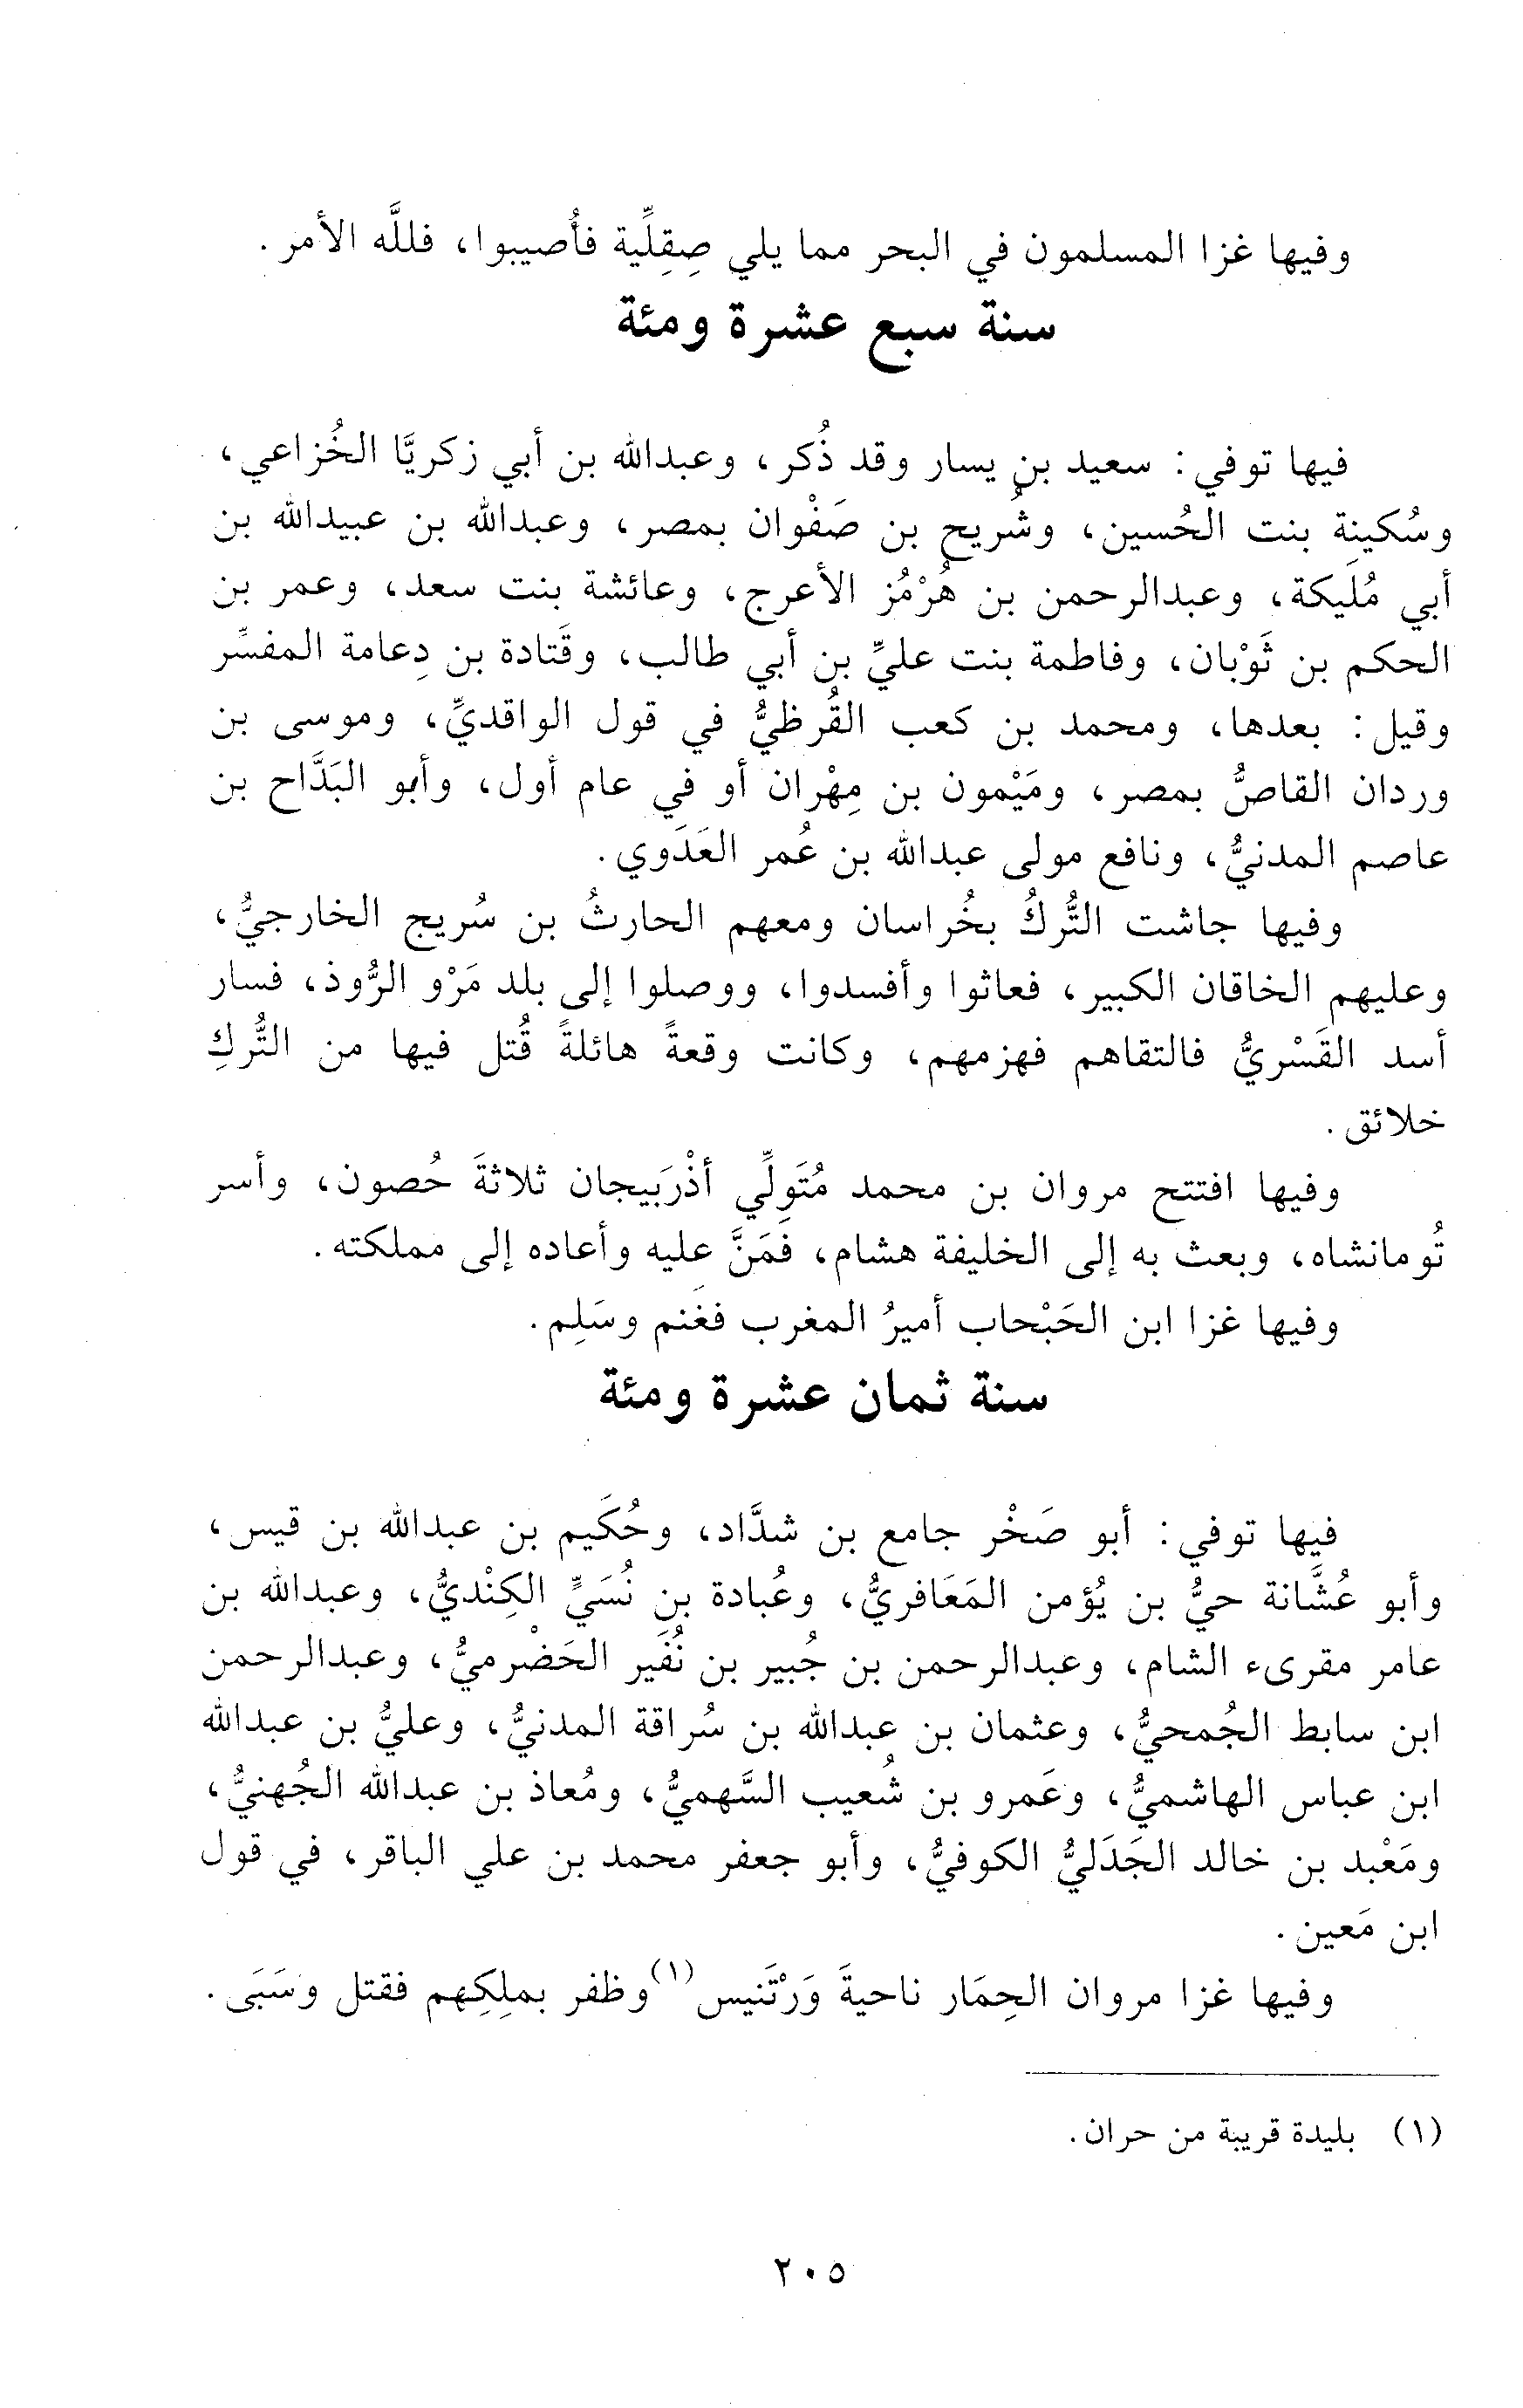 وفيها غزا المسلمون في البحر مما يلي صِقِلِّية فأُصيبوا، فللَّه الأمر.
سنة سبع عشرة ومئة
فيها توفي: سعيد بن يسار وقد ذُكر، وعبدالله بن أبي زكريَّا الخُزاعي،
وسُكينة بنت الحُسين، وشُريح بن صَفْوان بمصر، وعبدالله بن عبيدالله بن
أبي مُلَيكة، وعبدالرحمن بن هُرْمُز الأعرج، وعائشة بنت سعد، وعمر بن
الحكم بن ثَوْبان، وفاطمة بنت عليِّ بن أبي طالب، وقَتادة بن دِعامة المفسِّر
وقيل: بعدها، ومحمد بن كعب القُرظيُّ في قول الواقديِّ، وموسى بن
وردان القاصُّ بمصر، ومَيْمون بن مِهْران أو في عام أول، وأبو البَدَّاح بن
عاصم المدنيُّ، ونافع مولى عبدالله بن عُمر العَدَوي.
وفيها جاشت التُّركُ بخُراسان ومعهم الحارثُ بن سُريج الخارجيُّ،
وعليهم الخاقان الكبير، فعاثوا وأفسدوا، ووصلوا إلى بلد مَرْو الرُّوذ، فسار
أسد القَسْريُّ فالتقاهم فهزمهم، وكانت وقعةً هائلةً قُتل فيها من التُّركِ
خلائق.
وفيها افتتح مروان بن محمد مُتَولِّي أذْرَبيجان ثلاثةَ حُصون، وأسر
تُومانشاه، وبعث به إلى الخليفة هشام، فَمَنَّ عليه وأعاده إلى مملكته.
وفيها غزا ابن الحَبْحاب أميرُ المغرب فغَنم وسَلِم.
سنة ثمان عشرة ومئة
فيها توفي: أبو صَخْر جامع بن شدَّاد، وحُكَيم بن عبدالله بن قيس،
وأبو عُشَّانة حيُّ بن يُؤمن المَعَافريُّ، وعُبادة بن نُسَيٍّ الكِنْديُّ، وعبدالله بن
عامر مقرىء الشام، وعبدالرحمن بن جُبير بن نُفَير الحَضْرميُّ، وعبدالرحمن
ابن سابط الجُمحيُّ، وعثمان بن عبدالله بن سُراقة المدنيُّ، وعليُّ بن عبدالله
ابن عباس الهاشميُّ، وعَمرو بن شُعيب السَّهميُّ، ومُعاذ بن عبدالله الجُهنيُّ،
ومَعْبد بن خالد الجَدَليُّ الكوفيُّ، وأبو جعفر محمد بن علي الباقر، في قول
ابن مَعين.
وفيها غزا مروان الحِمَار ناحيةَ وَرْتَنيس(١) وظفر بملِكِهم فقتل وسَبَى.
(١) بليدة قريبة من حران.
٢٠٥